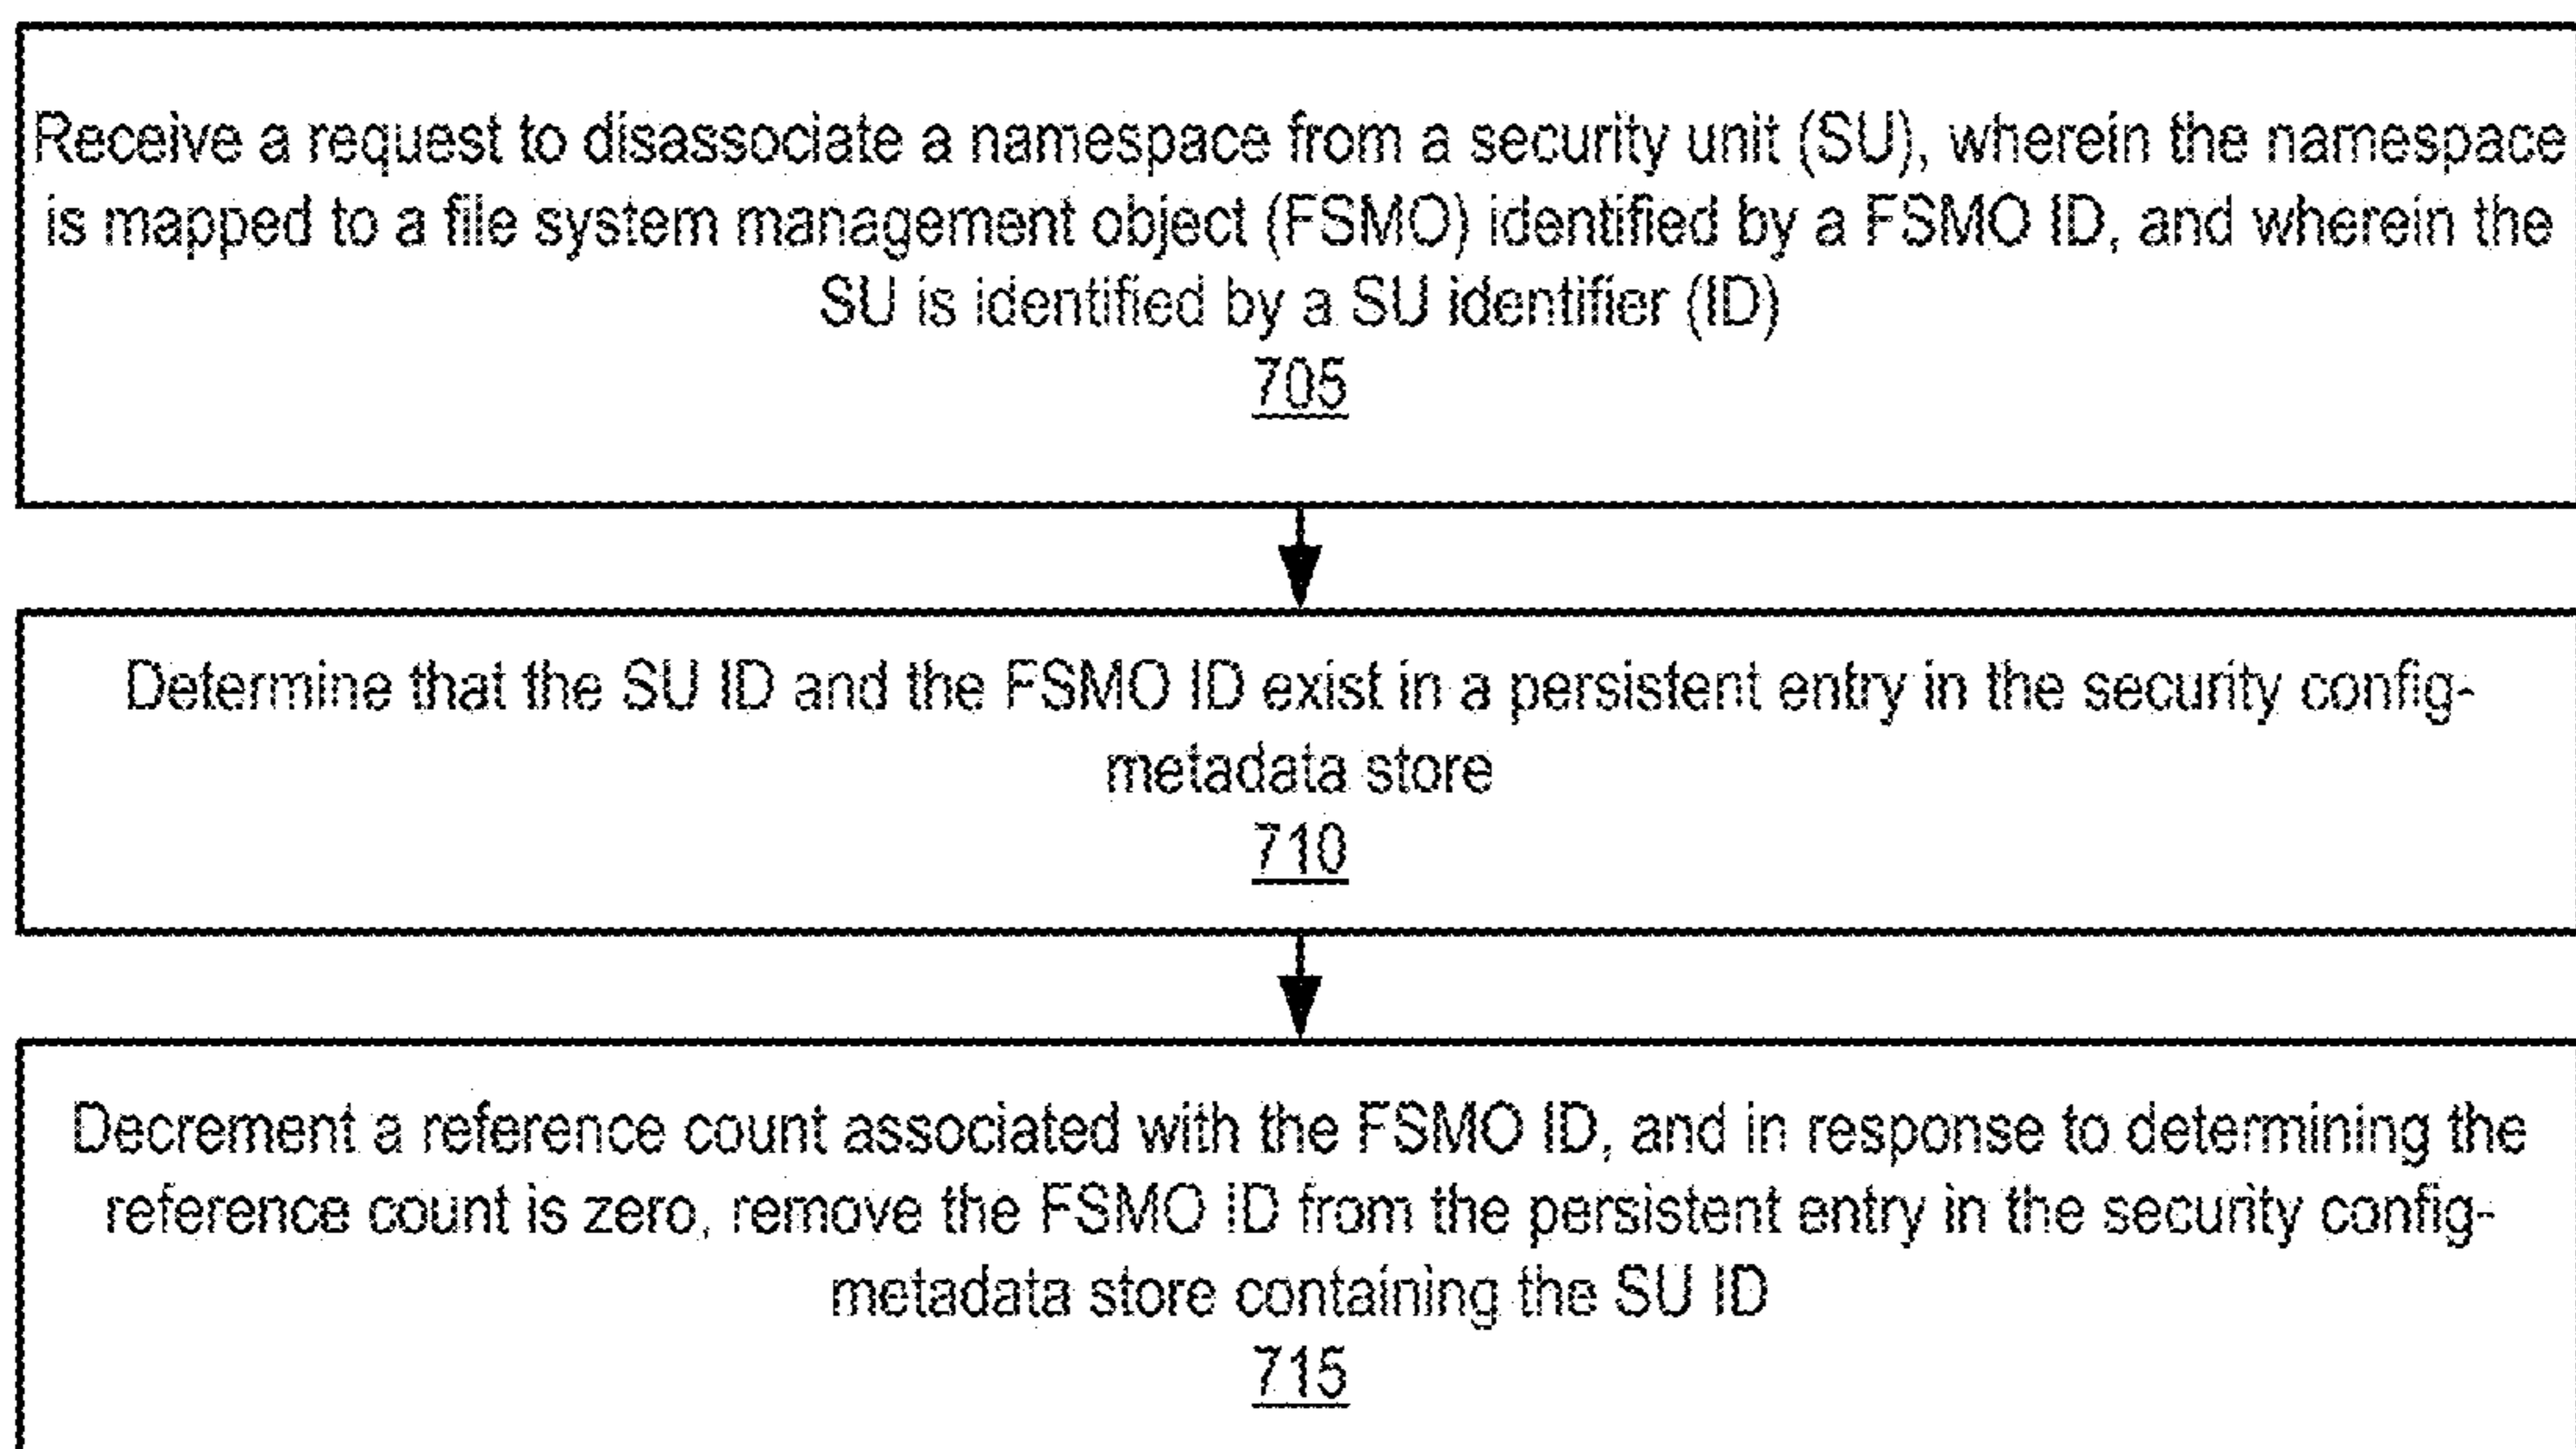 Receive a request to disassociate a namespace from a security unit (SU), wherein the namespace
is mapped to a file system management object (FSMO) identified by a FSMO ID, and wherein the
SU is identified by a SU identifier (ID)
705
Determine that the SU ID and the FSMO ID exist in a persistent entry in the security config-
metadata store
710
Decrement a reference count associated with the FSMO ID, and in response to determining the
reference count is zero, remove the FSMO ID from the persistent entry in the security config-
metadata store containing the SU ID
715